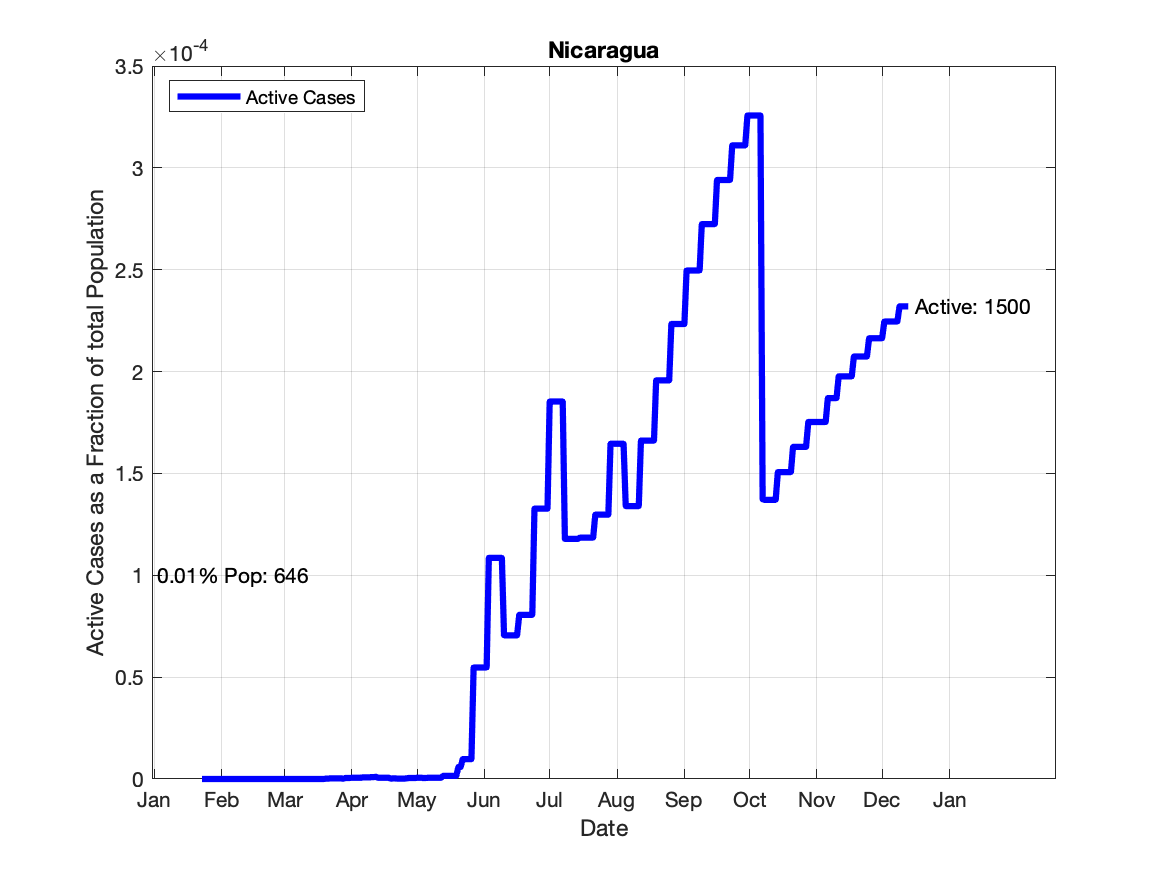 Nicaragua
×10^-4
Active Cases
3.5
3
2.5
2
1.5
1
0.5
0
Active Cases as a Fraction of total Population
0.01% Pop: 646
Active: 1500
Jan Feb Mar Apr May Jun Jul Aug Sep Oct Nov Dec Jan
Date